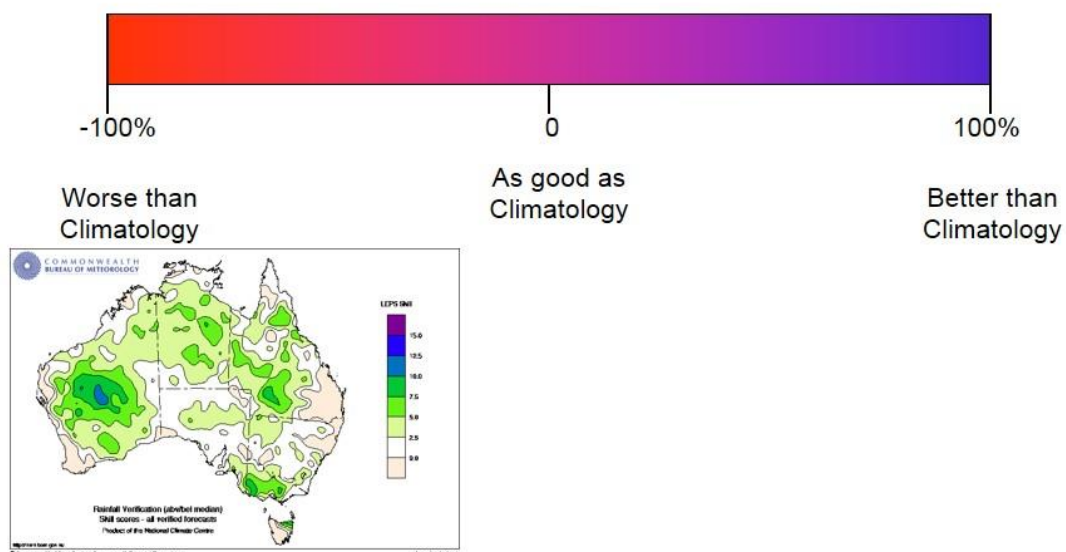 -100%
0
100%
Worse than
Climatology
As good as
Climatology
Better than
Climatology
COMMONWEALTH
BUREAU OF METEOROLOGY
LEPS Skill
15.0
12.5
10.0
7.5
5.0
2.5
0.0
Rainfall Verification (abv/bel median)
Skill scores - all verified forecasts
Product of the National Climate Centre